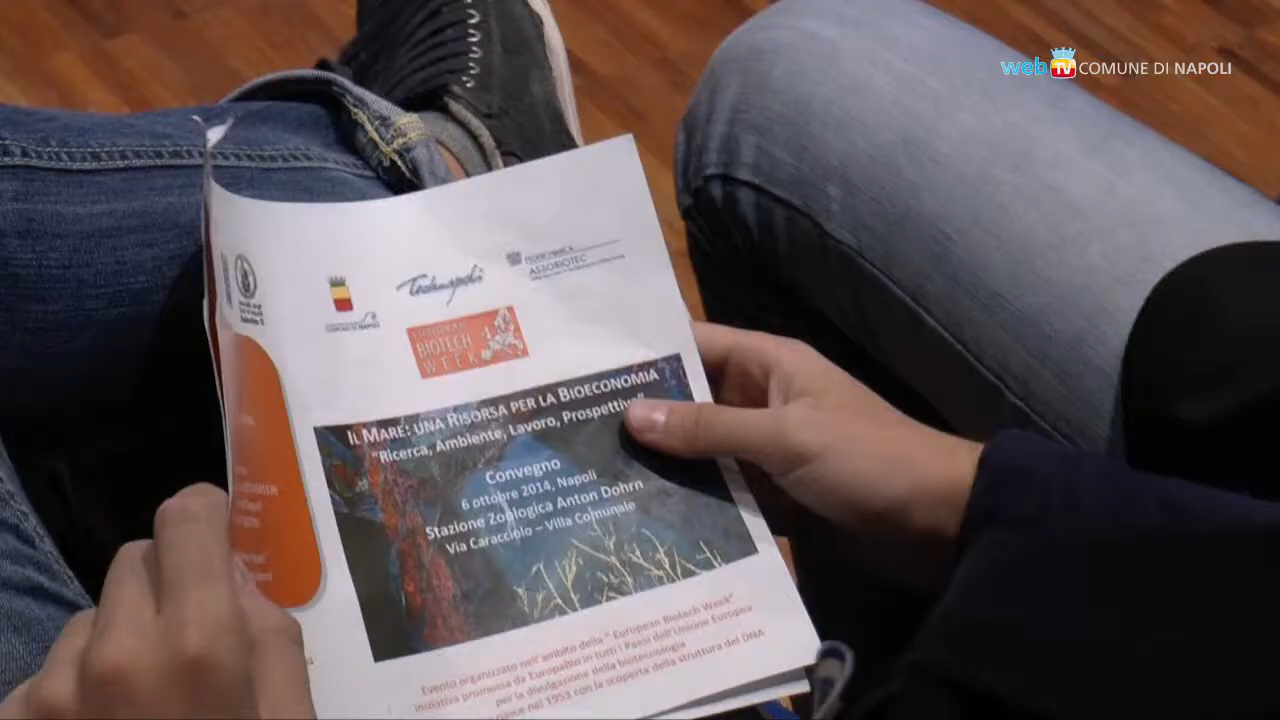 web TV COMUNE DI NAPOLI
COMUNE DI NAPOLI
Technapoli
FEDERCHIMICA
ASSOBIOTEC
EUROPEAN
BIOTECH
WEEK
IL MARE: UNA RISORSA PER LA BIOECONOMIA
"Ricerca, Ambiente, Lavoro, Prospettive"
Convegno
6 ottobre 2014, Napoli
Stazione Zoologica Anton Dohrn
Via Caracciolo – Villa Comunale
Evento organizzato nell'ambito della " European Biotech Week"
iniziativa promossa da EuropaBio in tutti i Paesi dell'Unione Europea
per la divulgazione della biotecnologia
nasce nel 1953 con la scoperta della struttura del DNA